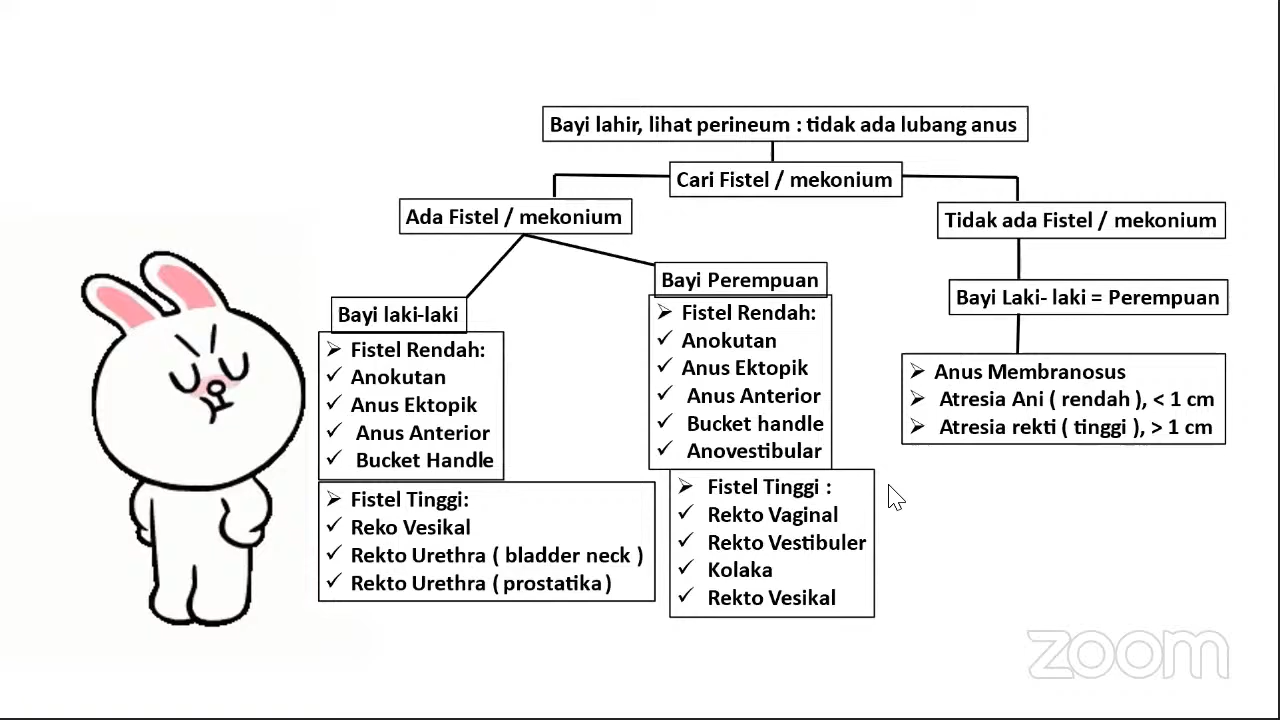 Bayi lahir, lihat perineum : tidak ada lubang anus
Cari Fistel / mekonium
Ada Fistel / mekonium
Tidak ada Fistel / mekonium
Bayi laki-laki
Fistel Rendah:
Anokutan
Anus Ektopik
Anus Anterior
Bucket Handle
Fistel Tinggi:
Reko Vesikal
Rekto Urethra ( bladder neck )
Rekto Urethra ( prostatika )
Bayi Perempuan
Fistel Rendah:
Anokutan
Anus Ektopik
Anus Anterior
Bucket handle
Anovestibular
Fistel Tinggi :
Rekto Vaginal
Rekto Vestibuler
Kolaka
Rekto Vesikal
Bayi Laki- laki = Perempuan
Anus Membranosus
Atresia Ani ( rendah ), < 1 cm
Atresia rekti ( tinggi ), > 1 cm
zoom